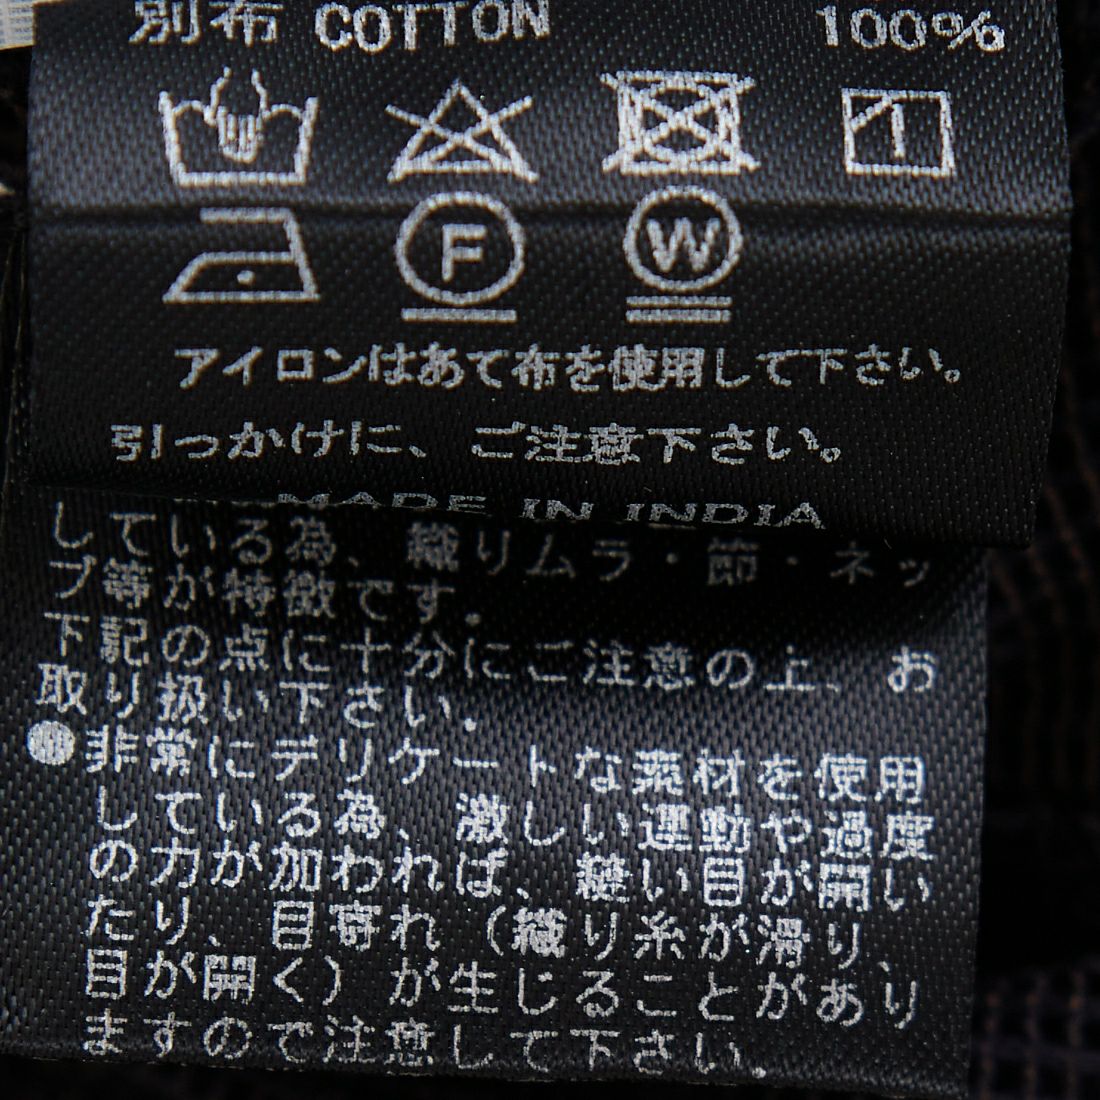 別布 COTTON 100%
F W
アイロンはあて布を使用して下さい。
引っかけに、ご注意下さい。
MADE IN INDIA
している為、織りムラ・節・ネッ
プ等が特徴です。
下記の点に十分にご注意の上、お
取り扱い下さい。
●非常にデリケートな素材を使用
している為、激しい運動や過度
の力が加われば、縫い目が開い
たり、目寄れ（織り糸が滑り、
目が開く）が生じることがあり
ますので注意して下さい。